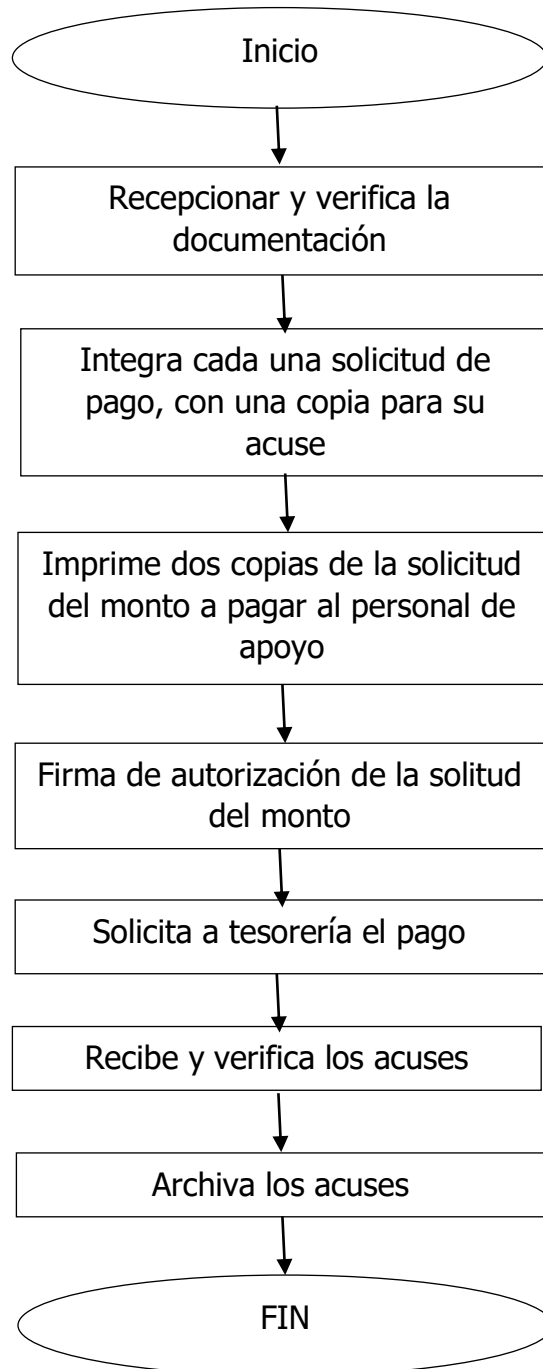 Inicio
Recepcionar y verifica la
documentación
Integra cada una solicitud de
pago, con una copia para su
acuse
Imprime dos copias de la solicitud
del monto a pagar al personal de
apoyo
Firma de autorización de la solitud
del monto
Solicita a tesorería el pago
Recibe y verifica los acuses
Archiva los acuses
FIN